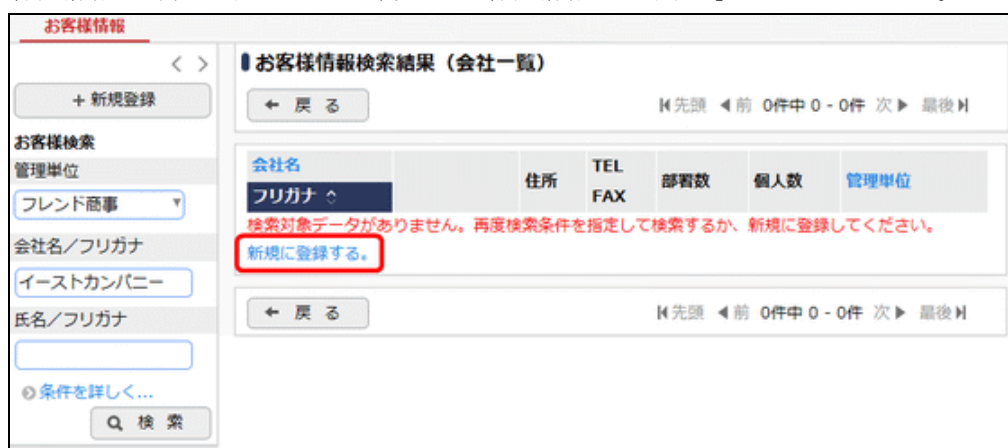 お客様情報
< >
+ 新規登録
お客様検索
管理単位
フレンド商事
会社名/フリガナ
イーストカンパニー
氏名/フリガナ
条件を詳しく...
検 索
お客様情報検索結果(会社一覧)
← 戻 る
先頭 前 0件中 0 - 0件 次 最後
会社名 フリガナ 住所 TEL FAX 部署数 個人数 管理単位
検索対象データがありません。再度検索条件を指定して検索するか、新規に登録してください。
新規に登録する。
← 戻 る
先頭 前 0件中 0 - 0件 次 最後